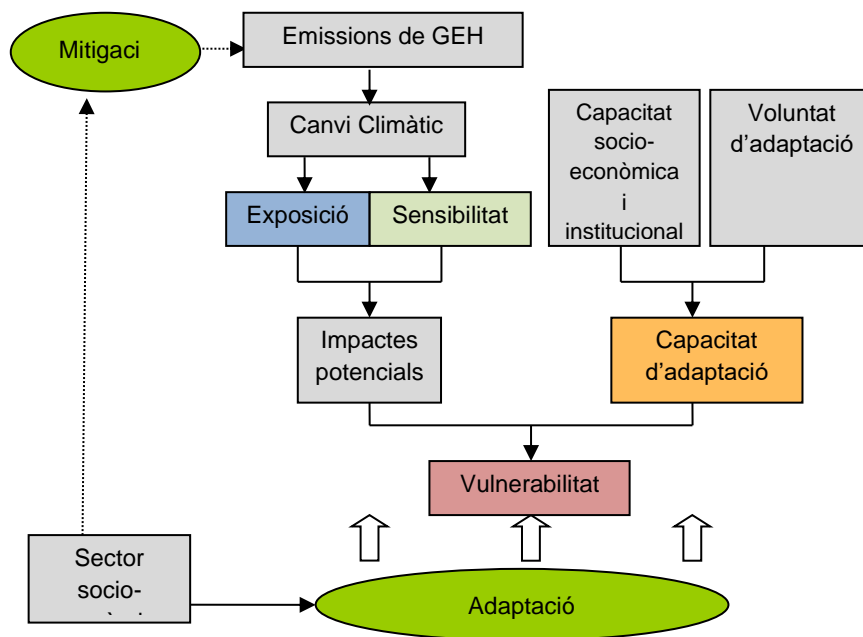 Mitigaci
Emissions de GEH
Canvi Climàtic
Capacitat
socio-
econòmica
i
institucional
Voluntat
d’adaptació
Exposició
Sensibilitat
Impactes
potencials
Capacitat
d’adaptació
Vulnerabilitat
Sector
socio-
Adaptació